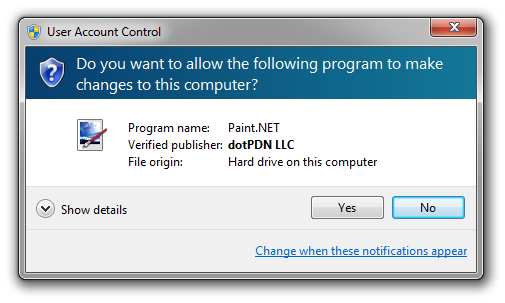 User Account Control
Do you want to allow the following program to make
changes to this computer?
Program name: Paint.NET
Verified publisher: dotPDN LLC
File origin: Hard drive on this computer
Show details Yes No
Change when these notifications appear